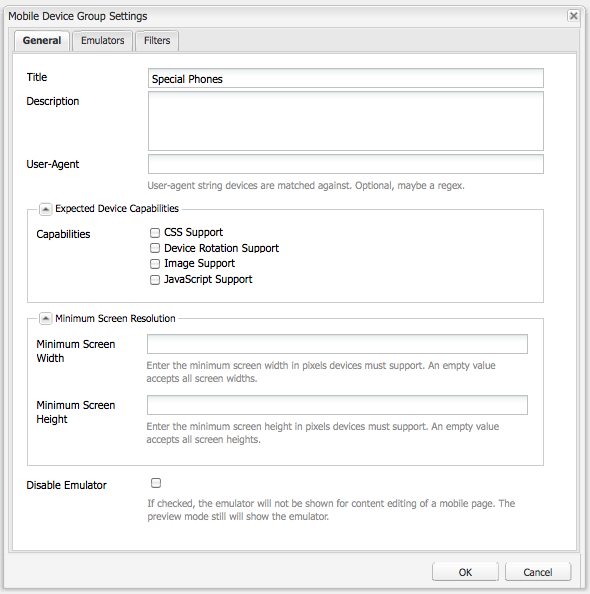 Mobile Device Group Settings
General Emulators Filters
Title Special Phones
Description
User-Agent
User-agent string devices are matched against. Optional, maybe a regex.
Expected Device Capabilities
Capabilities CSS Support
Device Rotation Support
Image Support
JavaScript Support
Minimum Screen Resolution
Minimum Screen
Width
Enter the minimum screen width in pixels devices must support. An empty value
accepts all screen widths.
Minimum Screen
Height
Enter the minimum screen height in pixels devices must support. An empty value
accepts all screen heights.
Disable Emulator
If checked, the emulator will not be shown for content editing of a mobile page. The
preview mode still will show the emulator.
OK Cancel